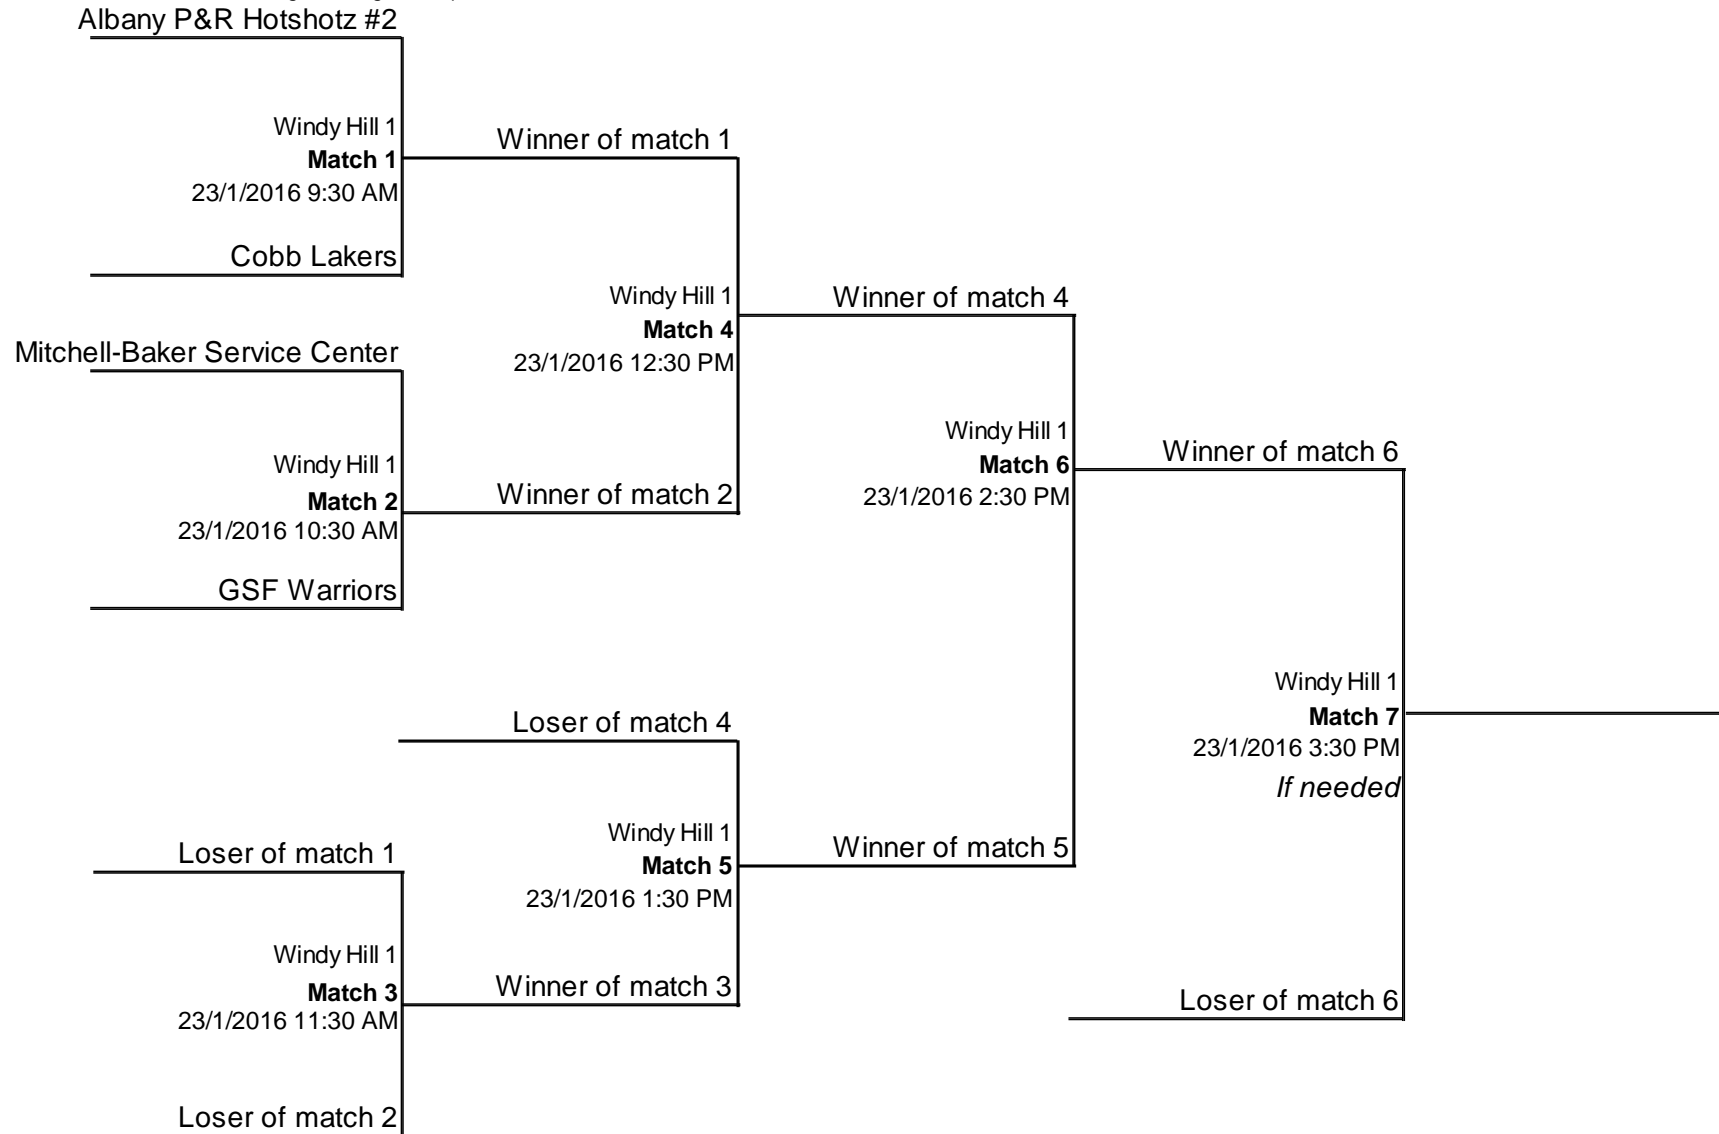 Albany P&R Hotshotz #2
Windy Hill 1
Match 1
23/1/2016 9:30 AM
Winner of match 1
Cobb Lakers
Windy Hill 1
Match 4
23/1/2016 12:30 PM
Winner of match 4
Mitchell-Baker Service Center
Windy Hill 1
Match 2
23/1/2016 10:30 AM
Winner of match 2
GSF Warriors
Windy Hill 1
Match 6
23/1/2016 2:30 PM
Winner of match 6
Windy Hill 1
Match 7
23/1/2016 3:30 PM
If needed
Loser of match 4
Windy Hill 1
Match 5
23/1/2016 1:30 PM
Winner of match 5
Loser of match 1
Windy Hill 1
Match 3
23/1/2016 11:30 AM
Winner of match 3
Loser of match 6
Loser of match 2